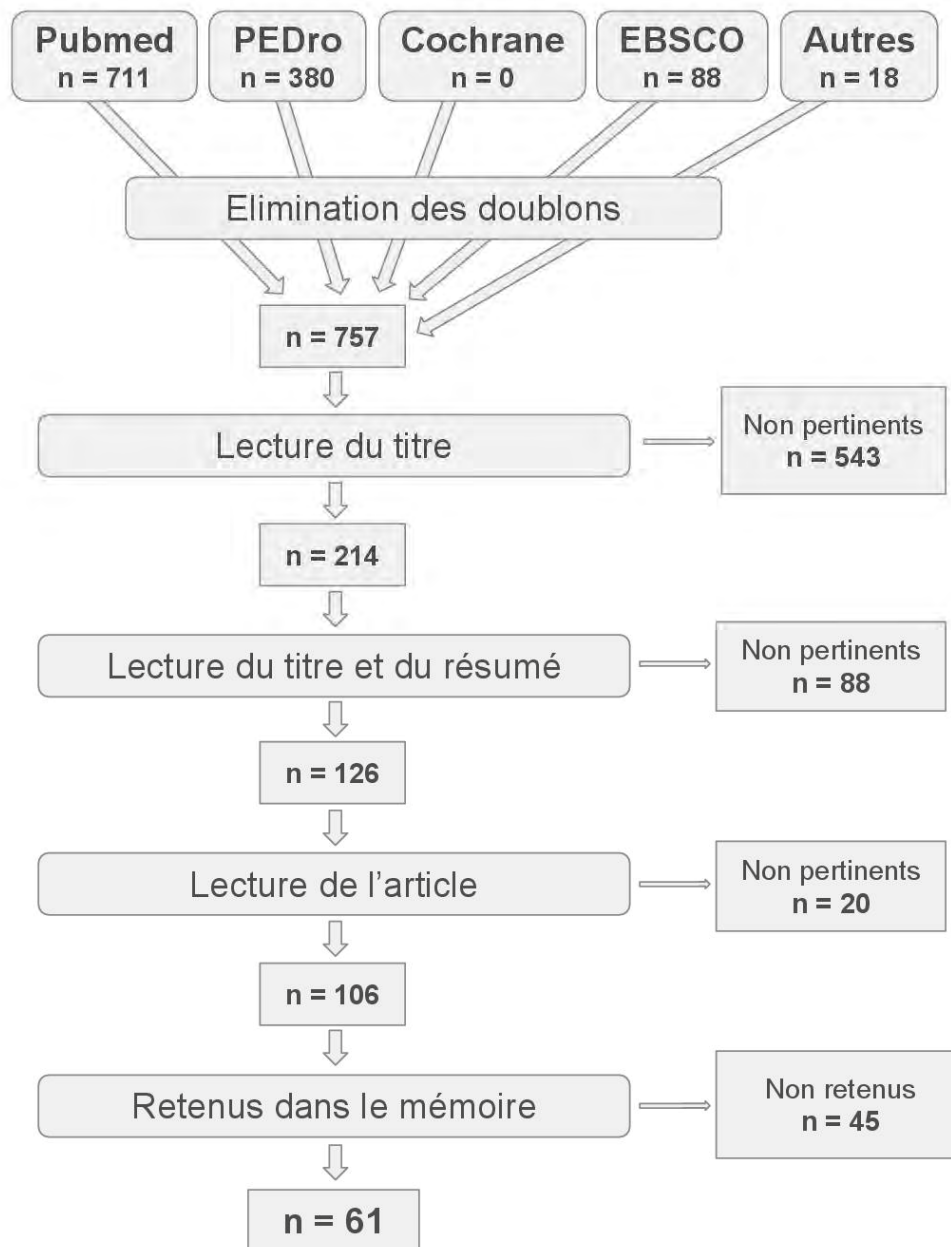 Pubmed
n = 711
PEDro
n = 380
Cochrane
n = 0
EBSCO
n = 88
Autres
n = 18
Elimination des doublons
n = 757
Lecture du titre
Non pertinents
n = 543
n = 214
Lecture du titre et du résumé
Non pertinents
n = 88
n = 126
Lecture de l’article
Non pertinents
n = 20
n = 106
Retenus dans le mémoire
Non retenus
n = 45
n = 61